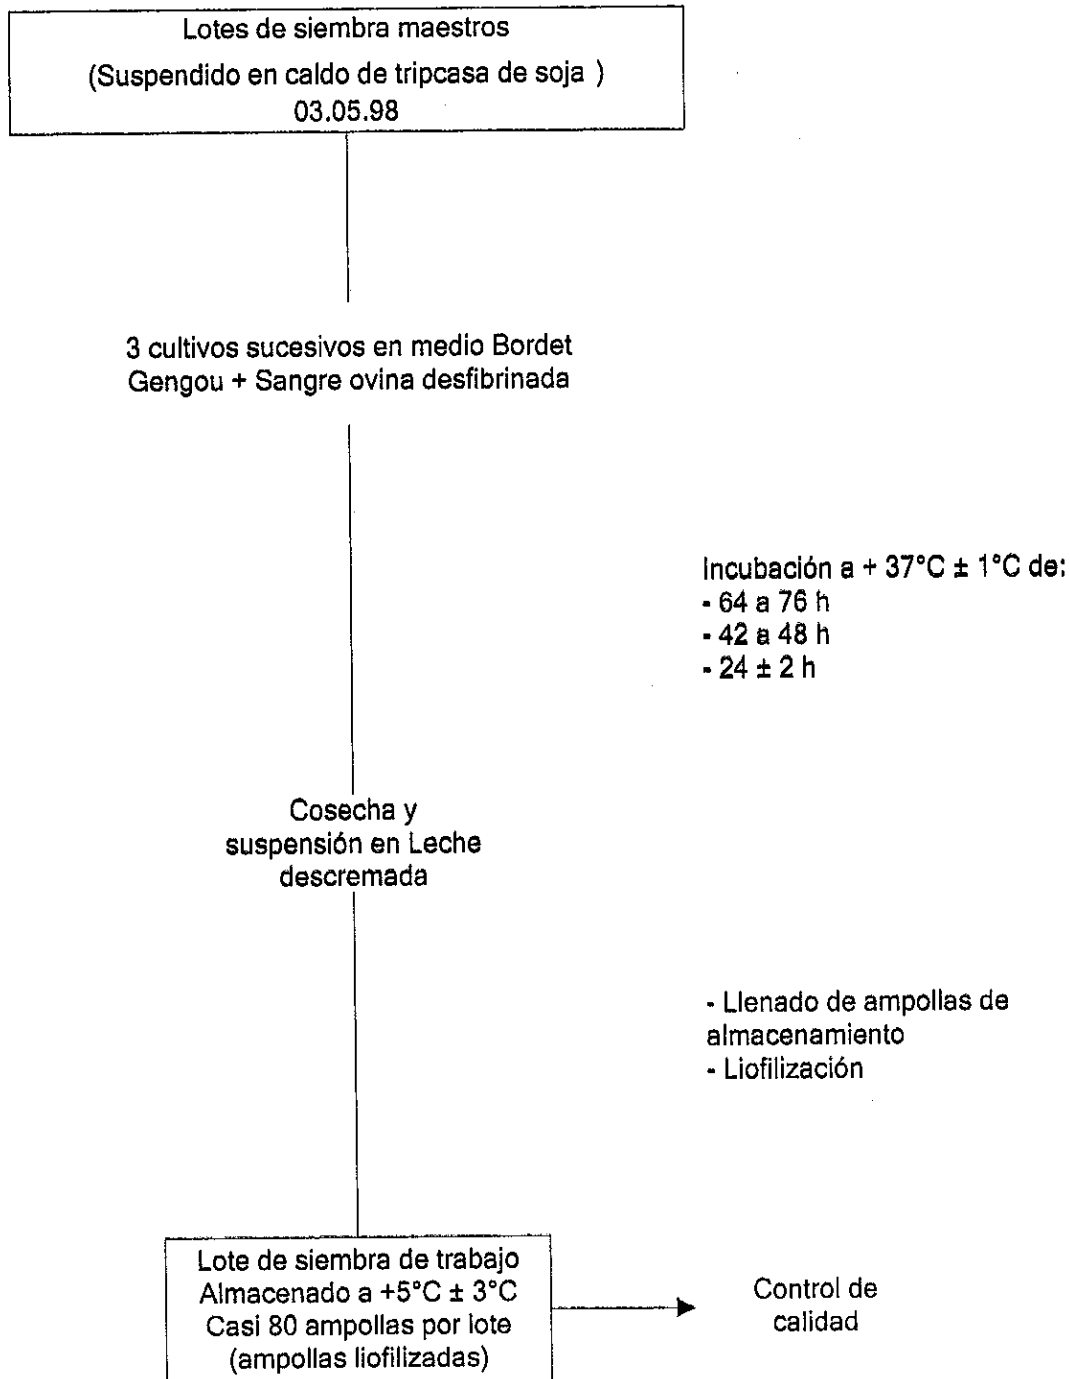 Lotes de siembra maestros
(Suspendido en caldo de tripcasa de soja )
03.05.98
3 cultivos sucesivos en medio Bordet
Gengou + Sangre ovina desfibrinada
Incubación a + 37°C ± 1°C de:
- 64 a 76 h
- 42 a 48 h
- 24 ± 2 h
Cosecha y
suspensión en Leche
descremada
- Llenado de ampollas de
almacenamiento
- Liofilización
Lote de siembra de trabajo
Almacenado a +5°C ± 3°C
Casi 80 ampollas por lote
(ampollas liofilizadas)
Control de
calidad